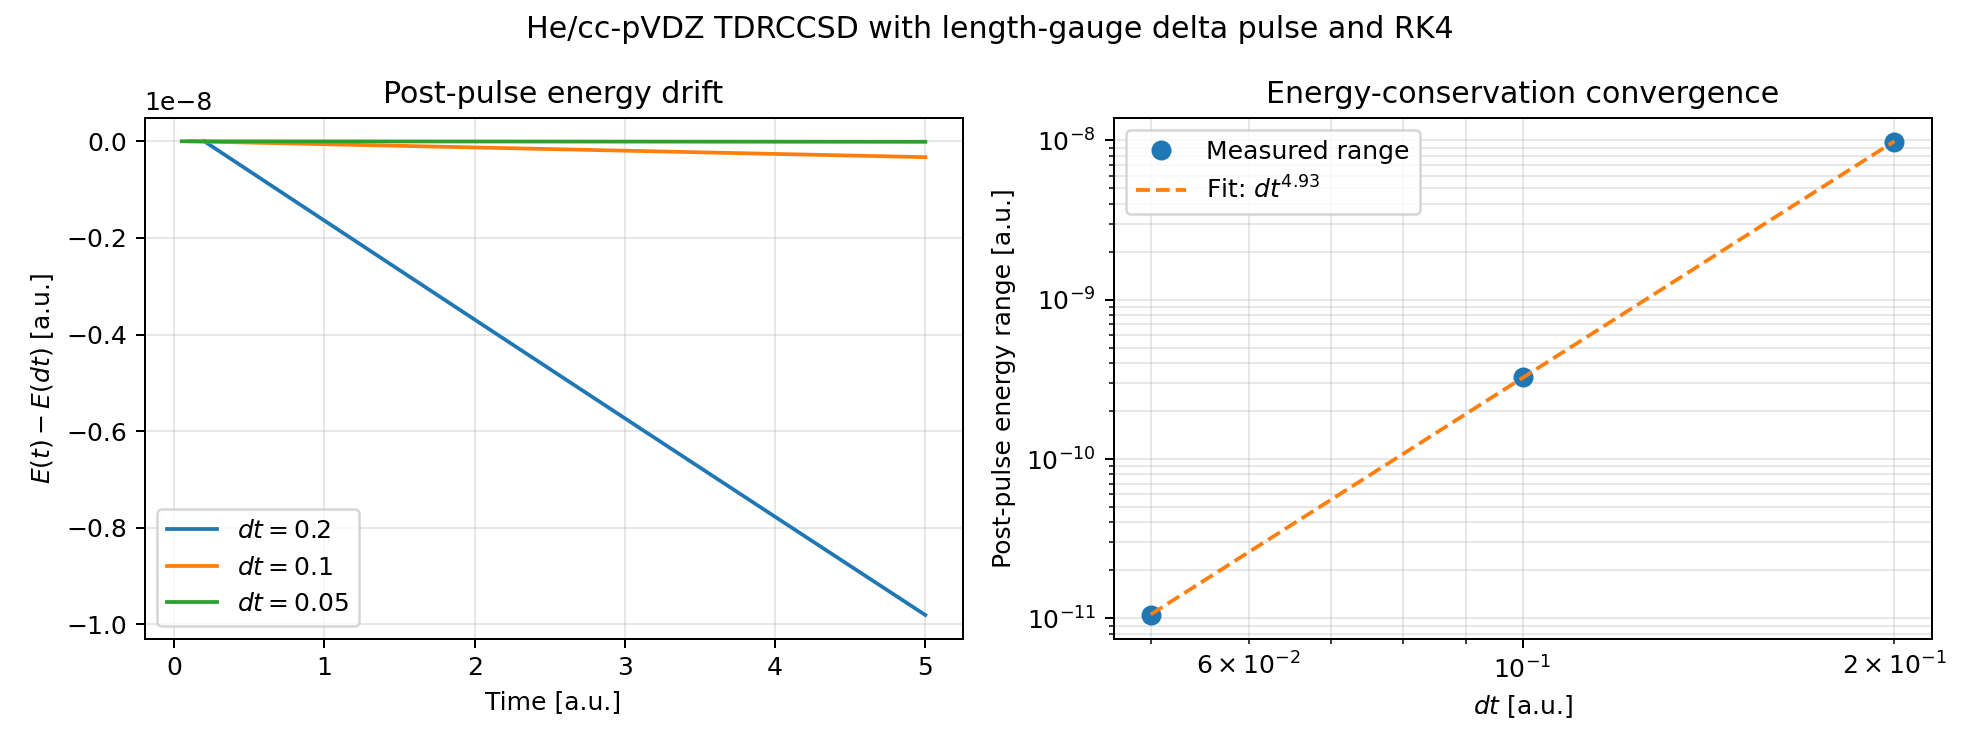 He/cc-pVDZ TDRCCSD with length-gauge delta pulse and RK4
Post-pulse energy drift
1e−8
0.0
−0.2
−0.4
−0.6
−0.8
−1.0
E(t) − E(dt) [a.u.]
dt = 0.2
dt = 0.1
dt = 0.05
0 1 2 3 4 5
Time [a.u.]
Energy-conservation convergence
Measured range
Fit: dt^4.93
10^−8
10^−9
10^−10
10^−11
Post-pulse energy range [a.u.]
6 × 10^−2 10^−1 2 × 10^−1
dt [a.u.]